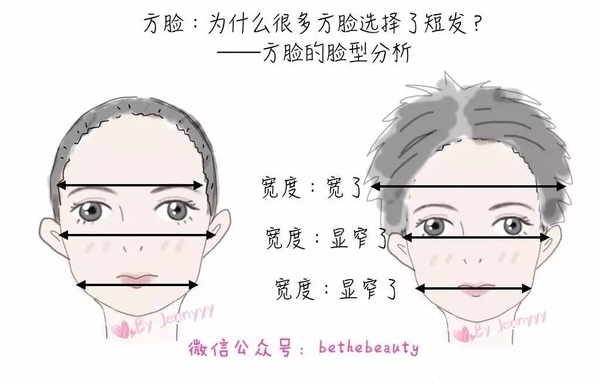 方脸：为什么很多方脸选择了短发？
——方脸的脸型分析
宽度：宽了
宽度：显窄了
宽度：显窄了
By Jennyyy
By Jennyyy
微信公众号：bethebeauty